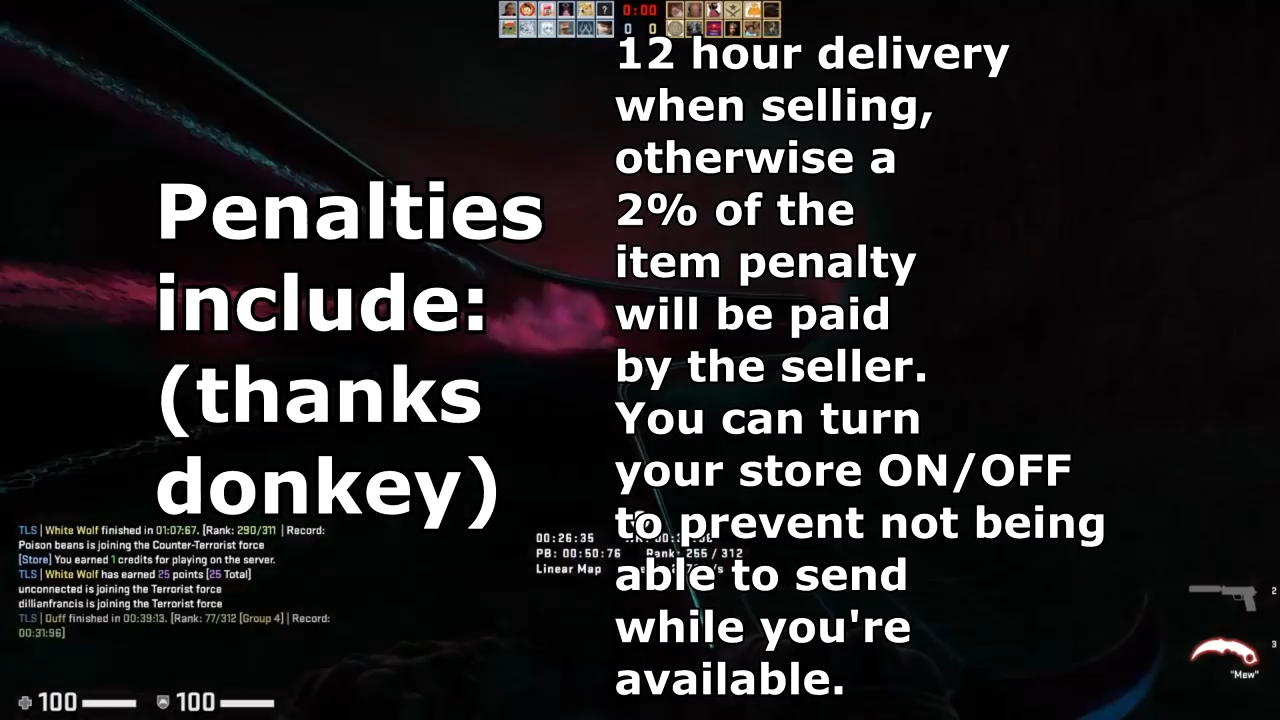 0:00
0 0
12 hour delivery
when selling,
otherwise a
2% of the
item penalty
will be paid
by the seller.
You can turn
your store ON/OFF
to prevent not being
able to send
while you're
available.
Penalties
include:
(thanks
donkey)
TLS | White Wolf finished in 01:07:67. [Rank: 290/311 | Record:
Poison beans is joining the Counter-Terrorist force
[Store] You earned 1 credits for playing on the server.
TLS | White Wolf has earned 25 points [25 Total]
unconnected is joining the Terrorist force
dillianfrancis is joining the Terrorist force
TLS | Duff finished in 00:39:13. [Rank: 77/312 [Group 4] | Record:
00:31:96]
00:26:35
PB: 00:50:76 Rank: 255 / 312
Linear Map
100 100
2
3
"Mew"